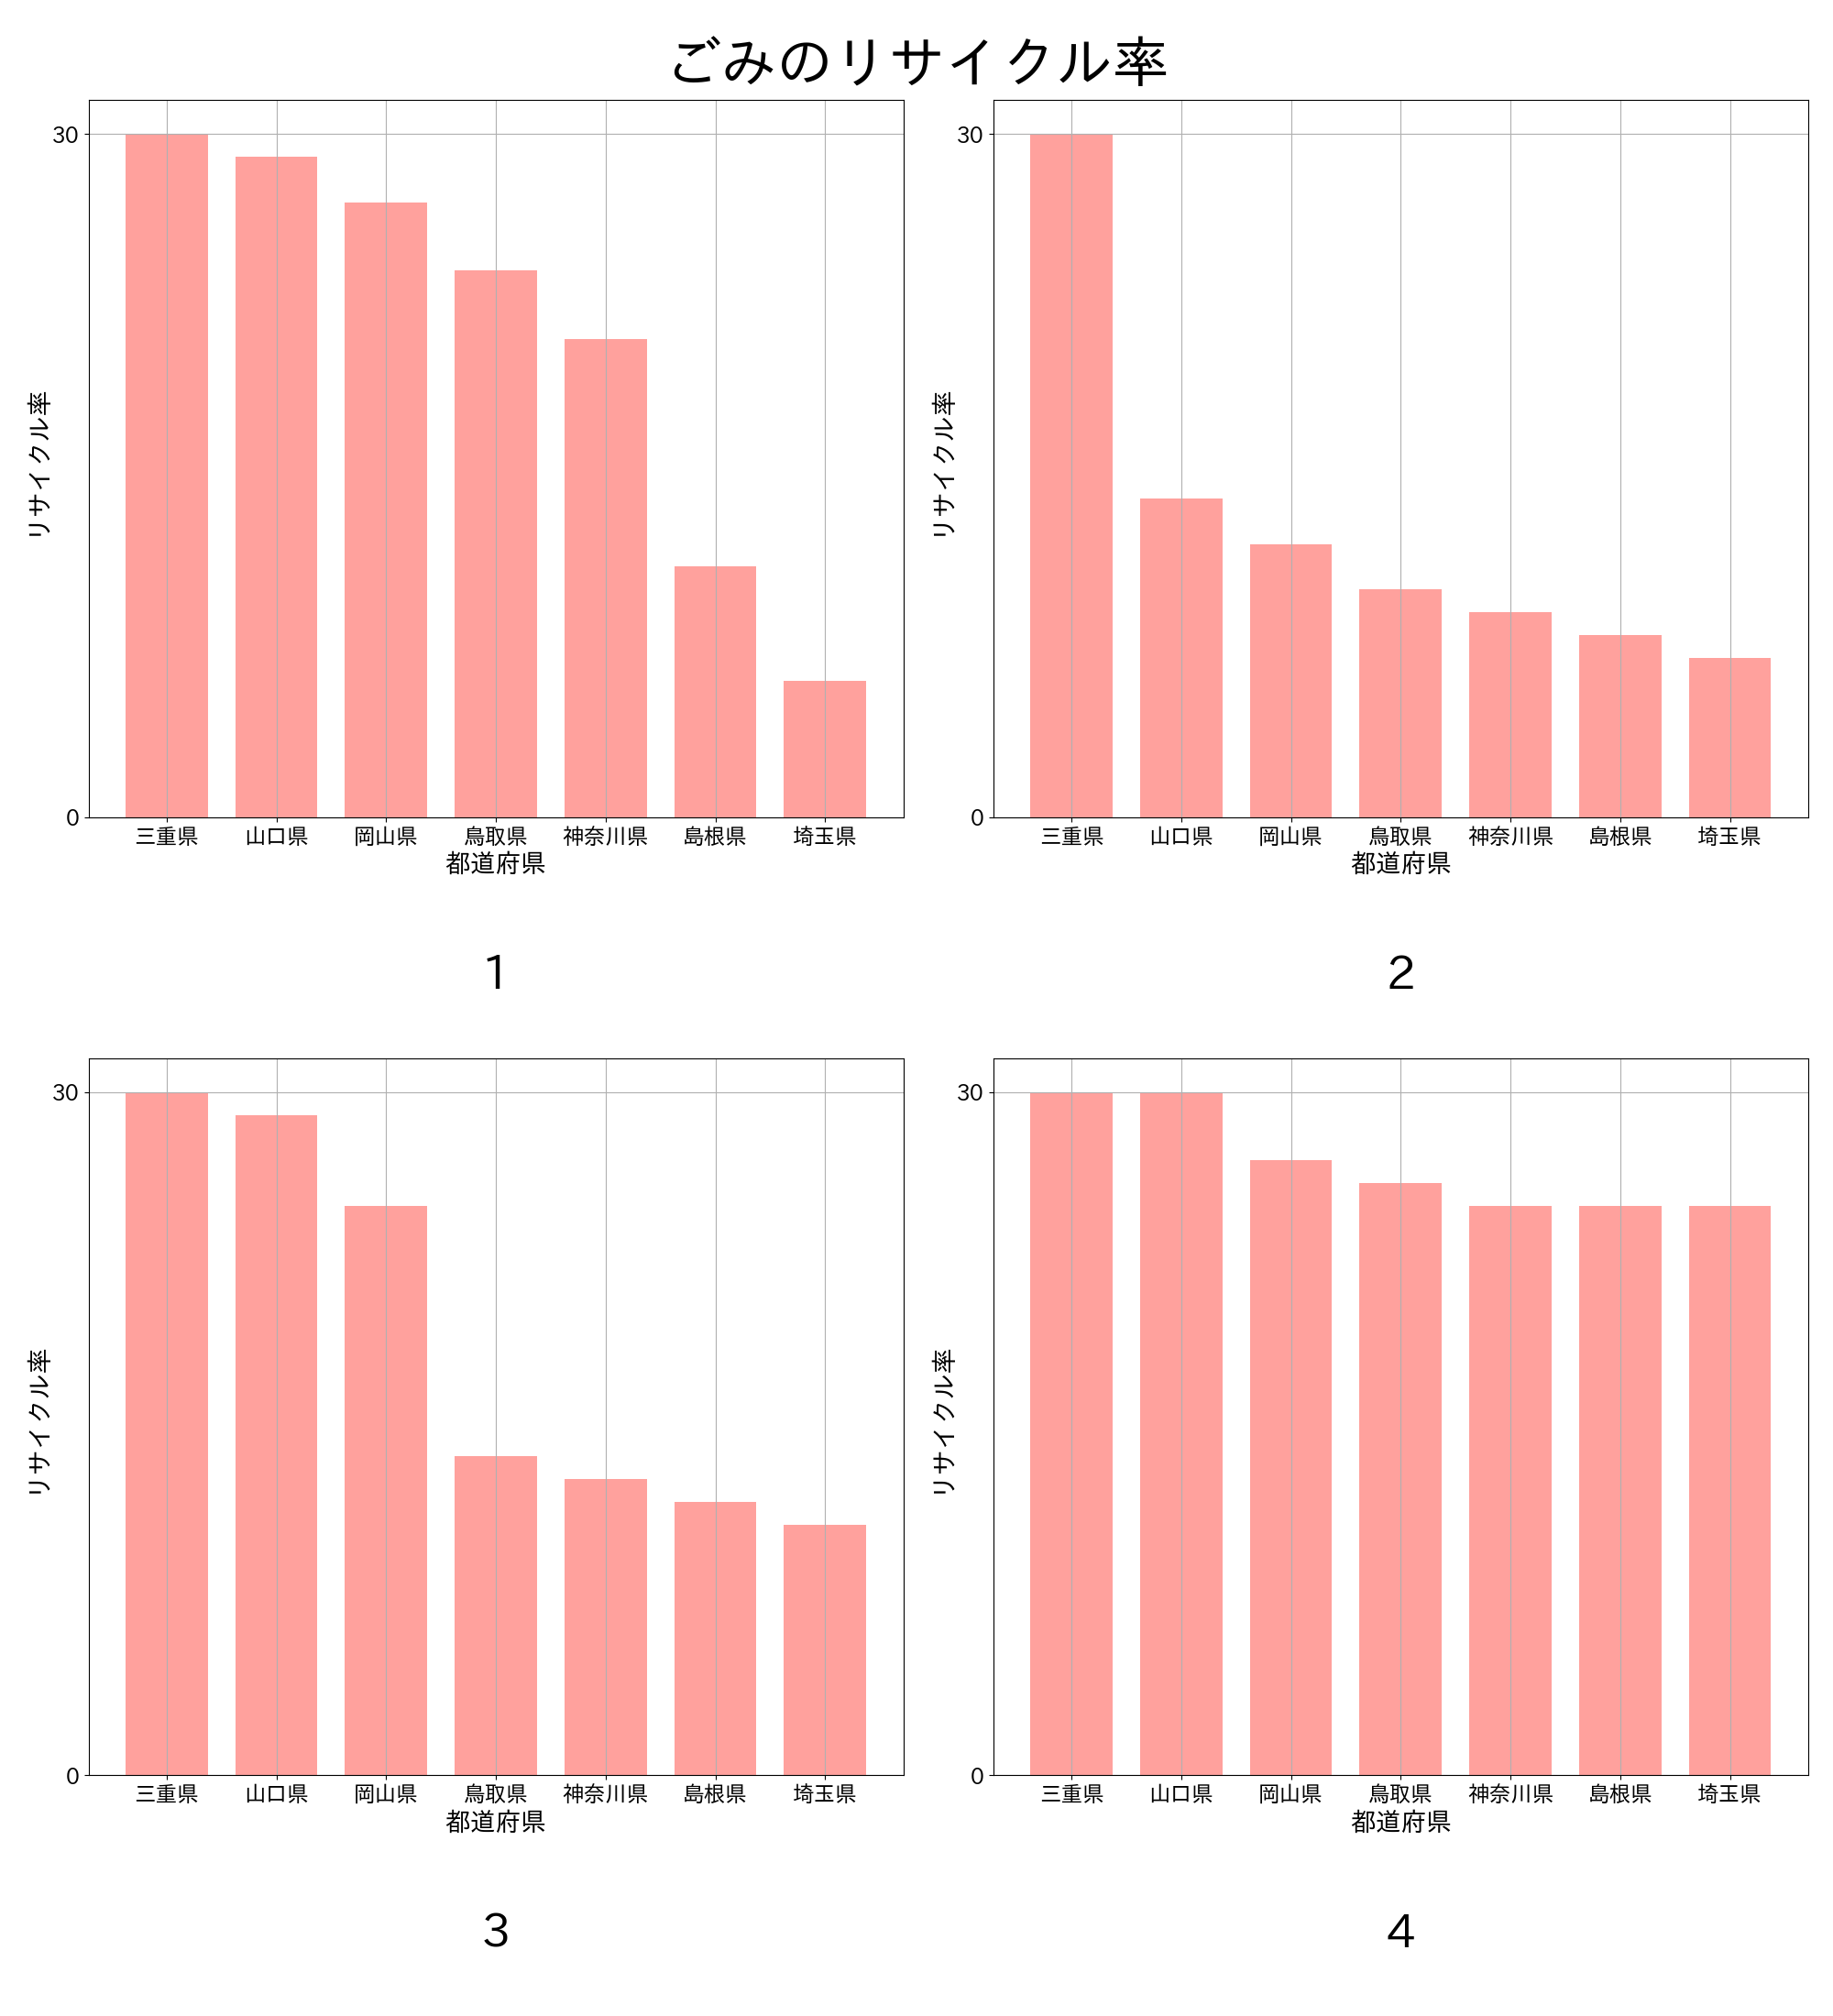 ごみのリサイクル率
30
0
リサイクル率
三重県 山口県 岡山県 鳥取県 神奈川県 島根県 埼玉県
都道府県
1
30
0
リサイクル率
三重県 山口県 岡山県 鳥取県 神奈川県 島根県 埼玉県
都道府県
2
30
0
リサイクル率
三重県 山口県 岡山県 鳥取県 神奈川県 島根県 埼玉県
都道府県
3
30
0
リサイクル率
三重県 山口県 岡山県 鳥取県 神奈川県 島根県 埼玉県
都道府県
4